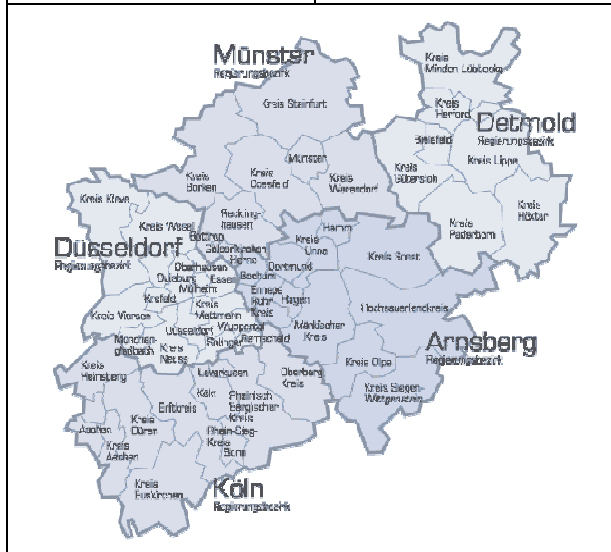 Münster
Regierungsbezirk
Kreis
Minden Lübbecke
Kreis Steinfurt
Kreis
Herford
Detmold
Regierungsbezirk
Bielefeld
Kreis Lippe
Münster
Kreis
Borken
Kreis
Coesfeld
Kreis
Warendorf
Kreis
Gütersloh
Kreis
Höxter
Kreis Kleve
Kreis Wesel
Reckling-
hausen
Kreis
Paderborn
Düsseldorf
Regierungsbezirk
Bottrop
Gelsenkirchen
Herne
Hamm
Kreis
Unna
Kreis Soest
Oberhausen
Duisburg
Essen
Mülheim
Bochum
Dortmund
Ennepe
Ruhr
Kreis
Hagen
Krefeld
Kreis
Mettmann
Hochsauerlandkreis
Kreis Viersen
Märkischer
Kreis
Düsseldorf
Wuppertal
Solingen
Remscheid
Mönchen-
gladbach
Kreis
Neuss
Arnsberg
Regierungsbezirk
Kreis
Heinsberg
Leverkusen
Oberberg
Kreis
Kreis Olpe
Köln
Rheinisch
Bergischer
Kreis
Kreis Siegen
Wittgenstein
Erftkreis
Kreis
Düren
Aachen
Kreis
Aachen
Rhein-Sieg-
Kreis
Bonn
Kreis
Euskirchen
Köln
Regierungsbezirk